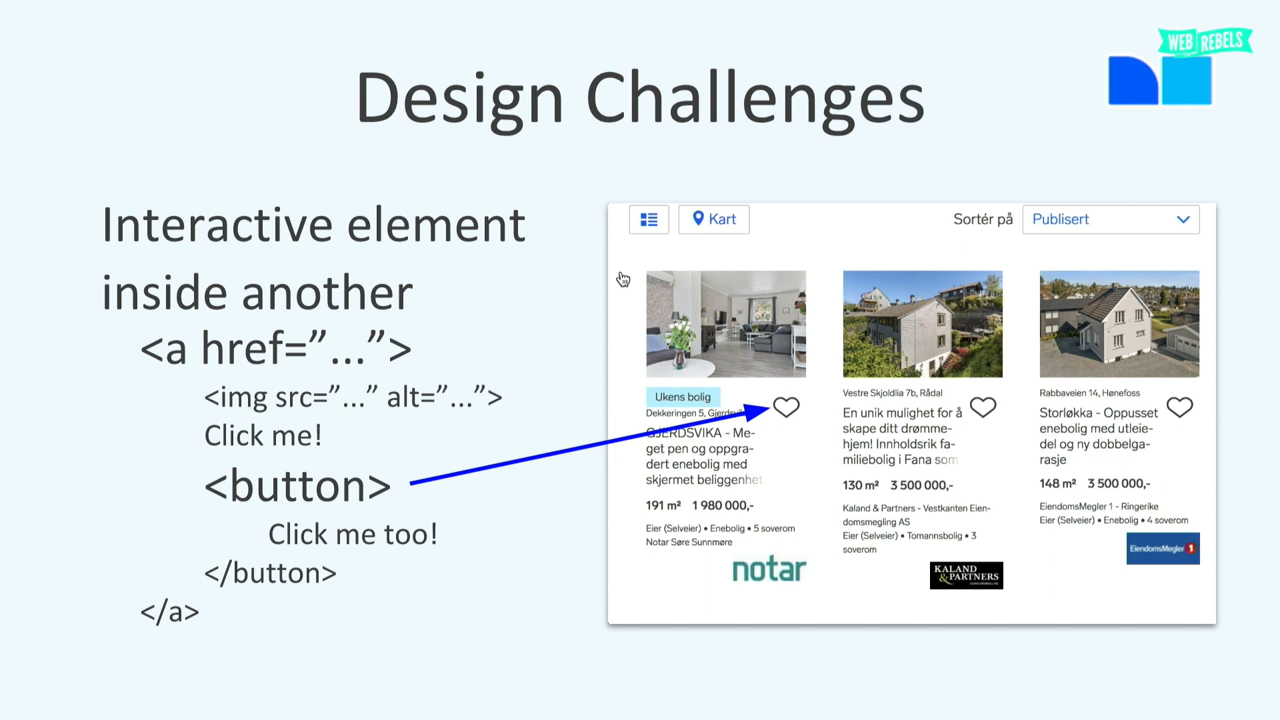 WEB REBELS
Design Challenges
Interactive element
inside another
<a href=”...”>
<img src=”...” alt=”...”>
Click me!
<button>
Click me too!
</button>
</a>
Kart
Sortér på
Publisert
Ukens bolig
Dekkeringen 5,
GJERDSVIKA - Me-
get pen og oppgra-
dert enebolig med
skjermet beliggenhet
191 m² 1 980 000,-
Eier (Selveier) • Enebolig • 5 soverom
Notar Søre Sunnmøre
notar
Vestre Skjoldlia 7b, Rådal
En unik mulighet for å
skape ditt drømme-
hjem! Innholdsrik fa-
miliebolig i Fana som
130 m² 3 500 000,-
Kaland & Partners - Vestkanten Eien-
domsmegling AS
Eier (Selveier) • Tomannsbolig • 3
soverom
KALAND
& PARTNERS
Rabbaveien 14, Hønefoss
Storløkka - Oppusset
enebolig med utleie-
del og ny dobbelga-
rasje
148 m² 3 500 000,-
EiendomsMegler 1 - Ringerike
Eier (Selveier) • Enebolig • 4 soverom
EiendomsMegler 1